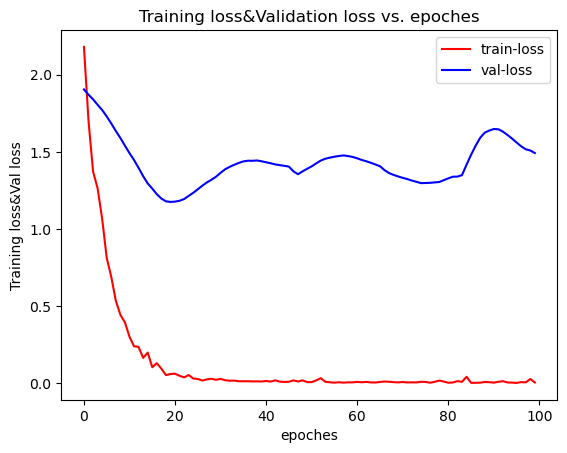 Training loss&Validation loss vs. epoches
train-loss
val-loss
Training loss&Val loss
2.0
1.5
1.0
0.5
0.0
0 20 40 60 80 100
epoches